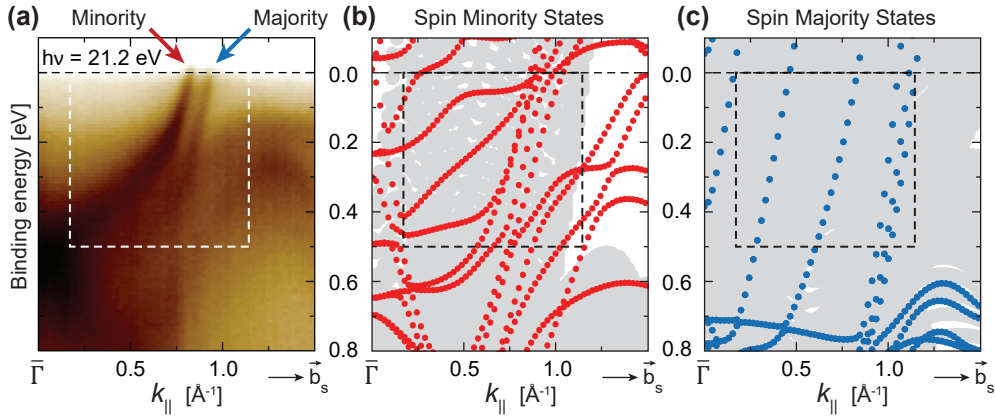 (a)
Minority
Majority
hν = 21.2 eV
Binding energy [eV]
Γ̄
0.5
1.0
k|| [Å⁻¹]
→ b⃗s
(b)
Spin Minority States
0.0
0.2
0.4
0.6
0.8
Γ̄
0.5
1.0
k|| [Å⁻¹]
→ b⃗s
(c)
Spin Majority States
0.0
0.2
0.4
0.6
0.8
Γ̄
0.5
1.0
k|| [Å⁻¹]
→ b⃗s